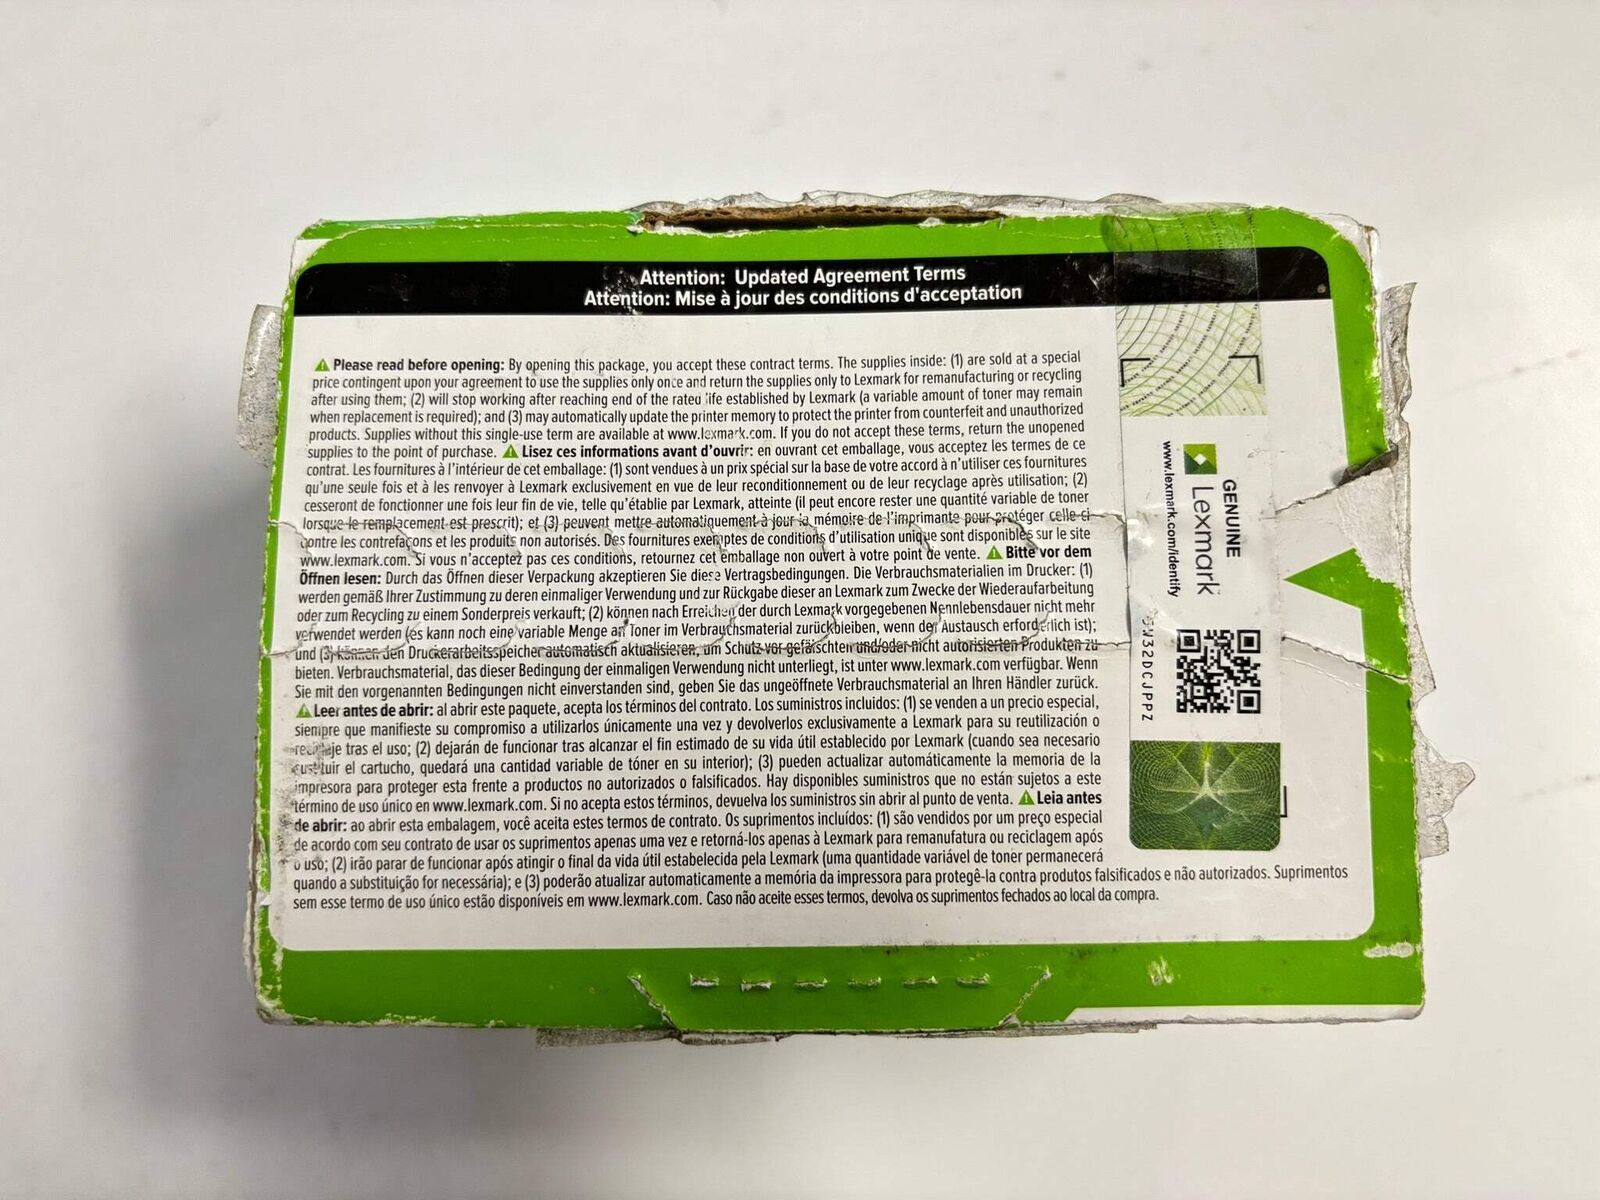 Attention: Updated Agreement Terms
Attention: Mise à jour des conditions d'acceptation
Please read before opening: By opening this package, you accept these contract terms. The supplies inside: (1) are sold at a special
price contingent upon your agreement to use the supplies only once and return the supplies only to Lexmark for remanufacturing or recycling
after using them; (2) will stop working after reaching end of the rated life established by Lexmark (a variable amount of toner may remain
when replacement is required); and (3) may automatically update the printer memory to protect the printer from counterfeit and unauthorized
products. Supplies without this single-use term are available at www.lexmark.com. If you do not accept these terms, return the unopened
supplies to the point of purchase. Lisez ces informations avant d'ouvrir: en ouvrant cet emballage, vous acceptez les termes de ce
contrat. Les fournitures à l'intérieur de cet emballage: (1) sont vendues à un prix spécial sur la base de votre accord à n'utiliser ces fournitures
qu'une seule fois et à les renvoyer à Lexmark exclusivement en vue de leur reconditionnement ou de leur recyclage après utilisation; (2)
cesseront de fonctionner une fois leur fin de vie, telle qu'établie par Lexmark, atteinte (il peut encore rester une quantité variable de toner
lorsque le remplacement est prescrit); et (3) peuvent mettre automatiquement à jour la mémoire de l'imprimante pour protéger celle-ci
contre les contrefaçons et les produits non autorisés. Des fournitures exemptes de conditions d'utilisation unique sont disponibles sur le site
www.lexmark.com. Si vous n'acceptez pas ces conditions, retournez cet emballage non ouvert à votre point de vente. Bitte vor dem
Öffnen lesen: Durch das Öffnen dieser Verpackung akzeptieren Sie diese Vertragsbedingungen. Die Verbrauchsmaterialien im Drucker: (1)
werden gemäß Ihrer Zustimmung zu deren einmaliger Verwendung und zur Rückgabe dieser an Lexmark zum Zwecke der Wiederaufarbeitung
oder zum Recycling zu einem Sonderpreis verkauft; (2) können nach Erreichen der durch Lexmark vorgegebenen Nennlebensdauer nicht mehr
verwendet werden (es kann noch eine variable Menge an Toner im Verbrauchsmaterial zurückbleiben, wenn der Austausch erforderlich ist);
und (3) können den Druckerarbeitsspeicher automatisch aktualisieren, um Schutz vor gefälschten und/oder nicht autorisierten Produkten zu
bieten. Verbrauchsmaterial, das dieser Bedingung der einmaligen Verwendung nicht unterliegt, ist unter www.lexmark.com verfügbar. Wenn
Sie mit den vorgenannten Bedingungen nicht einverstanden sind, geben Sie das ungeöffnete Verbrauchsmaterial an Ihren Händler zurück.
Leer antes de abrir: al abrir este paquete, acepta los términos del contrato. Los suministros incluidos: (1) se venden a un precio especial,
siempre que manifieste su compromiso a utilizarlos únicamente una vez y devolverlos exclusivamente a Lexmark para su reutilización o
reciclaje tras el uso; (2) dejarán de funcionar tras alcanzar el fin estimado de su vida útil establecido por Lexmark (cuando sea necesario
sustituir el cartucho, quedará una cantidad variable de tóner en su interior); (3) pueden actualizar automáticamente la memoria de la
impresora para proteger esta frente a productos no autorizados o falsificados. Hay disponibles suministros que no están sujetos a este
término de uso único en www.lexmark.com. Si no acepta estos términos, devuelva los suministros sin abrir al punto de venta. Leia antes
de abrir: ao abrir esta embalagem, você aceita estes termos de contrato. Os suprimentos incluídos: (1) são vendidos por um preço especial
de acordo com seu contrato de usar os suprimentos apenas uma vez e retorná-los apenas à Lexmark para remanufatura ou reciclagem após
o uso; (2) irão parar de funcionar após atingir o final da vida útil estabelecida pela Lexmark (uma quantidade variável de toner permanecerá
quando a substituição for necessária); e (3) poderão atualizar automaticamente a memória da impressora para protegê-la contra produtos falsificados e não autorizados. Suprimentos
sem esse termo de uso único estão disponíveis em www.lexmark.com. Caso não aceite esses termos, devolva os suprimentos fechados ao local da compra.
GENUINE
Lexmark
www.lexmark.com/identify